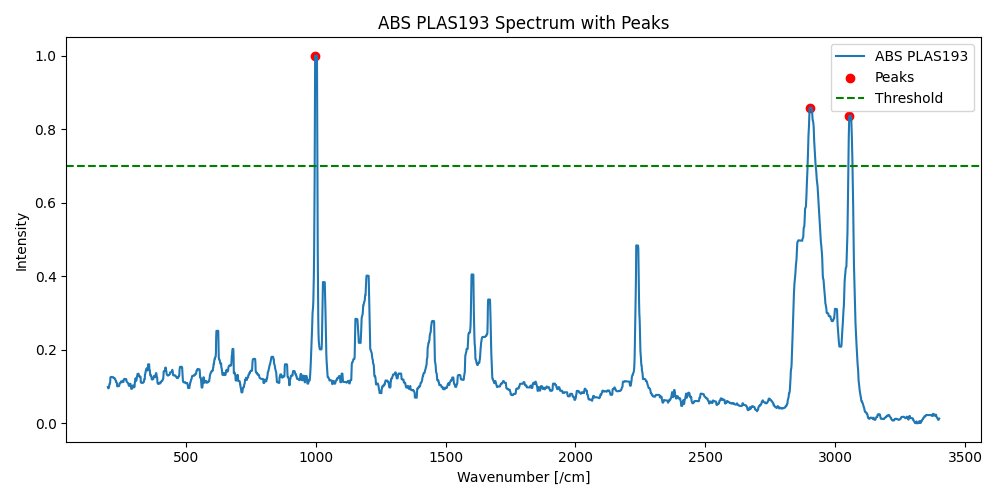 ABS PLAS193 Spectrum with Peaks
ABS PLAS193
Peaks
Threshold
Intensity
1.0
0.8
0.6
0.4
0.2
0.0
500
1000
1500
2000
2500
3000
3500
Wavenumber [/cm]